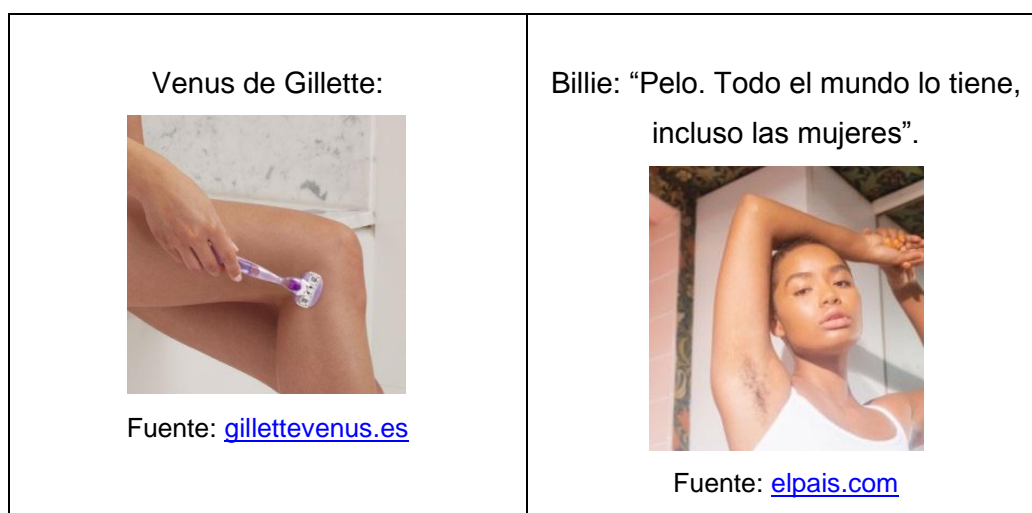 Venus de Gillette:
Fuente: gillettevenus.es
Billie: “Pelo. Todo el mundo lo tiene,
incluso las mujeres”.
Fuente: elpais.com